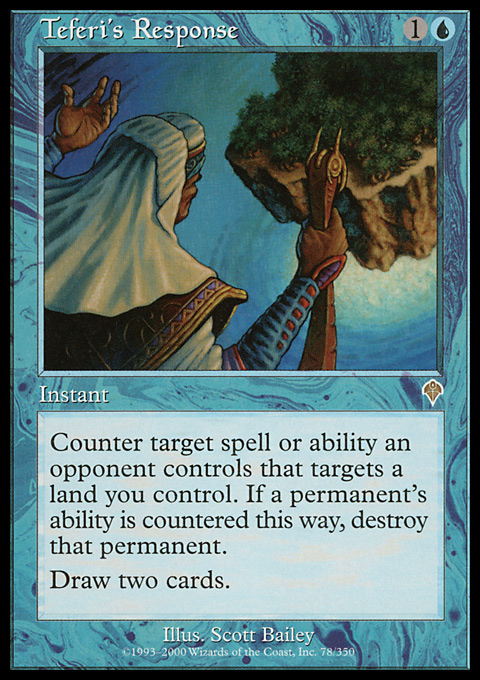 Teferi's Response 1
Instant
Counter target spell or ability an
opponent controls that targets a
land you control. If a permanent's
ability is countered this way, destroy
that permanent.
Draw two cards.
Illus. Scott Bailey
©1993–2000 Wizards of the Coast, Inc. 78/350